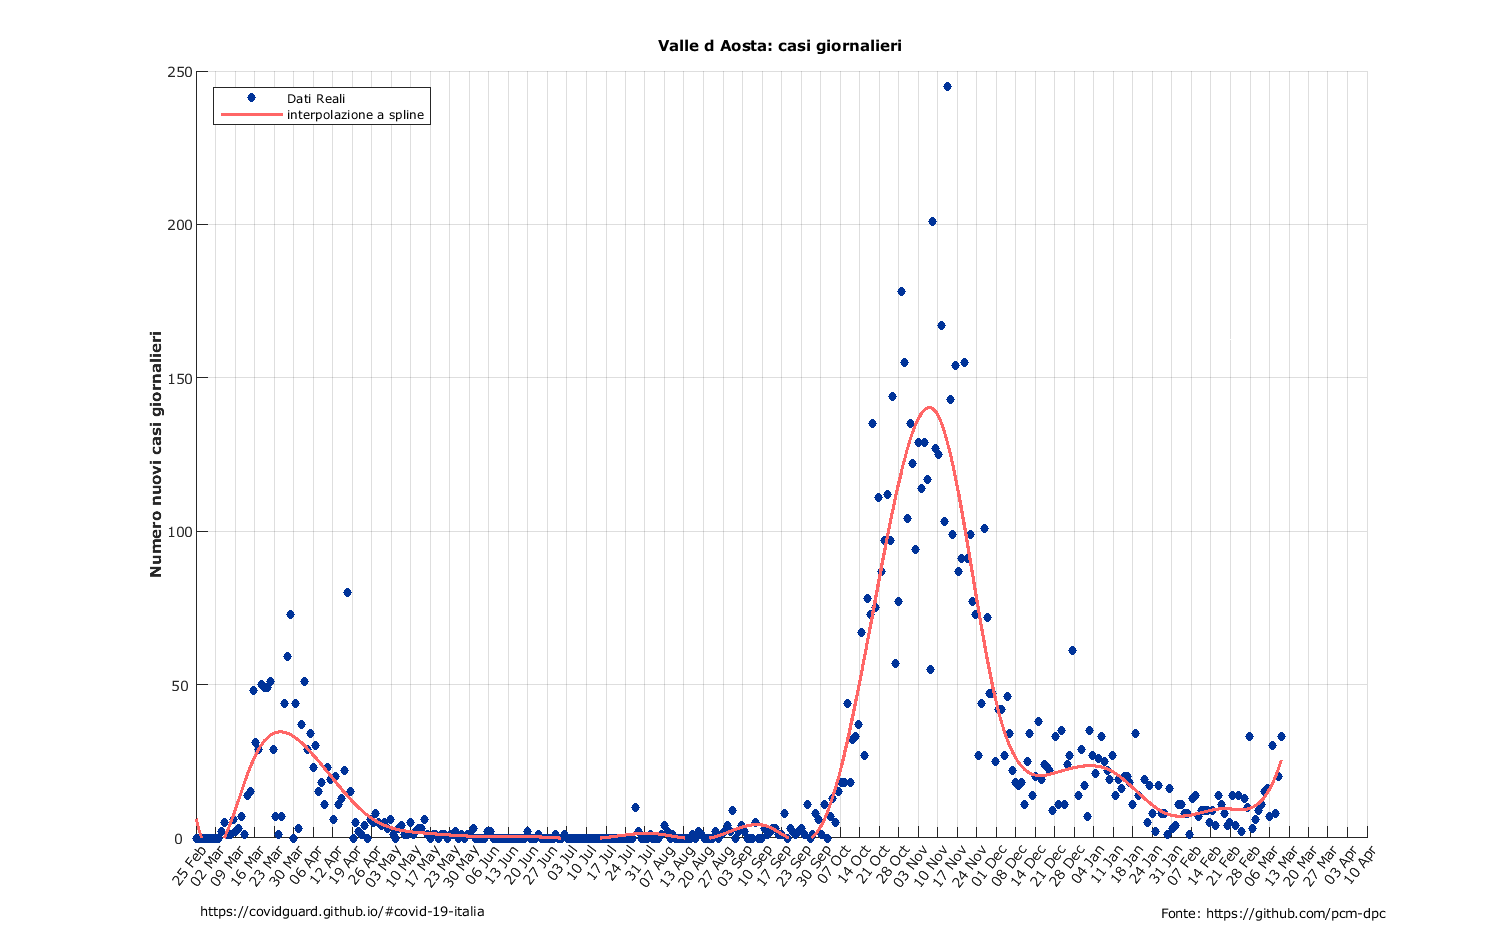 Valle d Aosta: casi giornalieri
Dati Reali
interpolazione a spline
Numero nuovi casi giornalieri
250
200
150
100
50
0
25 Feb
02 Mar
09 Mar
16 Mar
23 Mar
30 Mar
06 Apr
12 Apr
19 Apr
26 Apr
03 May
10 May
17 May
23 May
30 May
06 Jun
13 Jun
20 Jun
27 Jun
03 Jul
10 Jul
17 Jul
24 Jul
31 Jul
07 Aug
13 Aug
20 Aug
27 Aug
03 Sep
10 Sep
17 Sep
23 Sep
30 Sep
07 Oct
14 Oct
21 Oct
28 Oct
03 Nov
10 Nov
17 Nov
24 Nov
01 Dec
08 Dec
14 Dec
21 Dec
28 Dec
04 Jan
11 Jan
18 Jan
24 Jan
31 Jan
07 Feb
14 Feb
21 Feb
28 Feb
06 Mar
13 Mar
20 Mar
27 Mar
03 Apr
10 Apr
https://covidguard.github.io/#covid-19-italia
Fonte: https://github.com/pcm-dpc